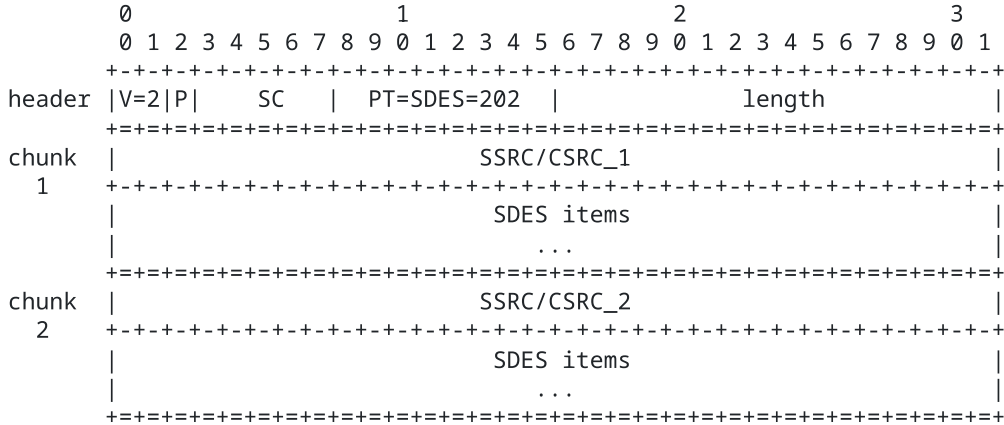 0                   1                   2                   3
         0 1 2 3 4 5 6 7 8 9 0 1 2 3 4 5 6 7 8 9 0 1 2 3 4 5 6 7 8 9 0 1
        +-+-+-+-+-+-+-+-+-+-+-+-+-+-+-+-+-+-+-+-+-+-+-+-+-+-+-+-+-+-+-+-+
header |V=2|P|    SC   |  PT=SDES=202  |             length            |
       +=+=+=+=+=+=+=+=+=+=+=+=+=+=+=+=+=+=+=+=+=+=+=+=+=+=+=+=+=+=+=+=+
chunk  |                          SSRC/CSRC_1                          |
  1    +-+-+-+-+-+-+-+-+-+-+-+-+-+-+-+-+-+-+-+-+-+-+-+-+-+-+-+-+-+-+-+-+
       |                           SDES items                          |
       |                              ...                              |
       +=+=+=+=+=+=+=+=+=+=+=+=+=+=+=+=+=+=+=+=+=+=+=+=+=+=+=+=+=+=+=+=+
chunk  |                          SSRC/CSRC_2                          |
  2    +-+-+-+-+-+-+-+-+-+-+-+-+-+-+-+-+-+-+-+-+-+-+-+-+-+-+-+-+-+-+-+-+
       |                           SDES items                          |
       |                              ...                              |
       +=+=+=+=+=+=+=+=+=+=+=+=+=+=+=+=+=+=+=+=+=+=+=+=+=+=+=+=+=+=+=+=+